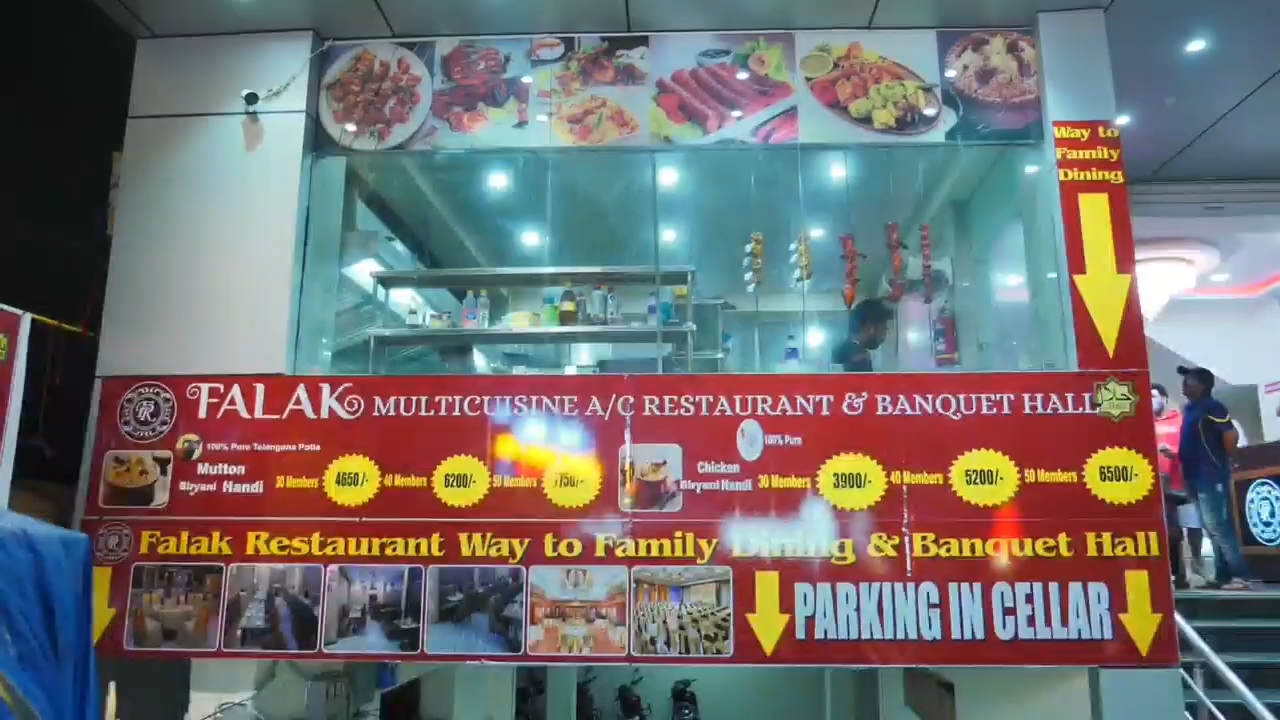 Way to
Family
Dining
FALAK MULTICUISINE A/C RESTAURANT & BANQUET HALL
حلال
100% Pure Telangana Potla
Mutton
Biryani Handi
30 Members 4650/- 40 Members 6200/- 50 Members 7750/-
100% Pure
Chicken
Biryani Handi
30 Members 3900/- 40 Members 5200/- 50 Members 6500/-
Falak Restaurant Way to Family Dining & Banquet Hall
PARKING IN CELLAR